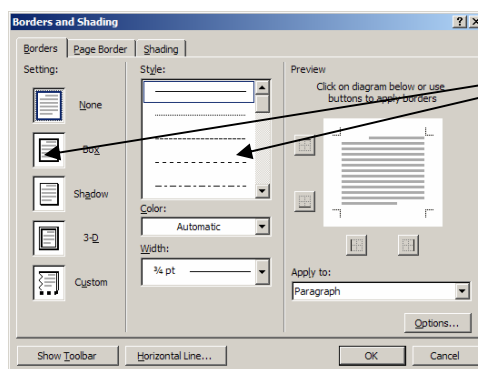 Borders and Shading
Borders Page Border Shading
Setting:
None
Box
Shadow
3-D
Custom
Style:
Color:
Automatic
Width:
¾ pt
Preview
Click on diagram below or use
buttons to apply borders
Apply to:
Paragraph
Options...
Show Toolbar
Horizontal Line...
OK
Cancel